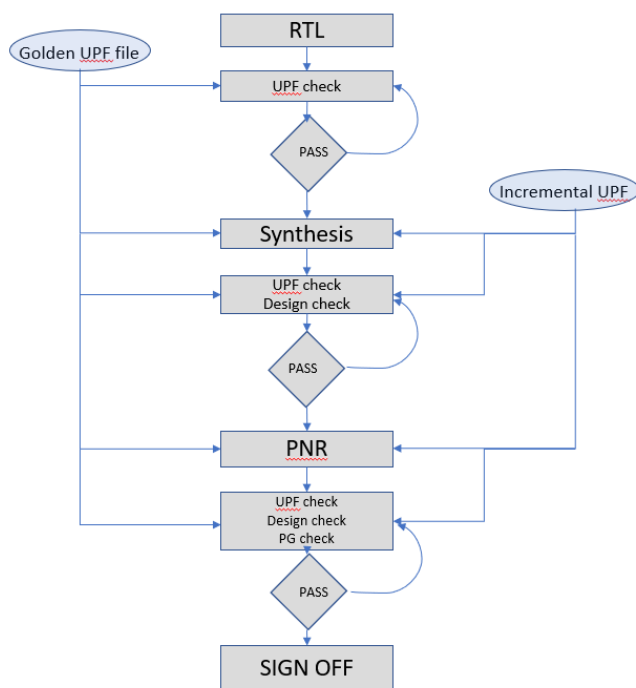 RTL
Golden UPF file
UPF check
PASS
Incremental UPF
Synthesis
UPF check
Design check
PASS
PNR
UPF check
Design check
PG check
PASS
SIGN OFF